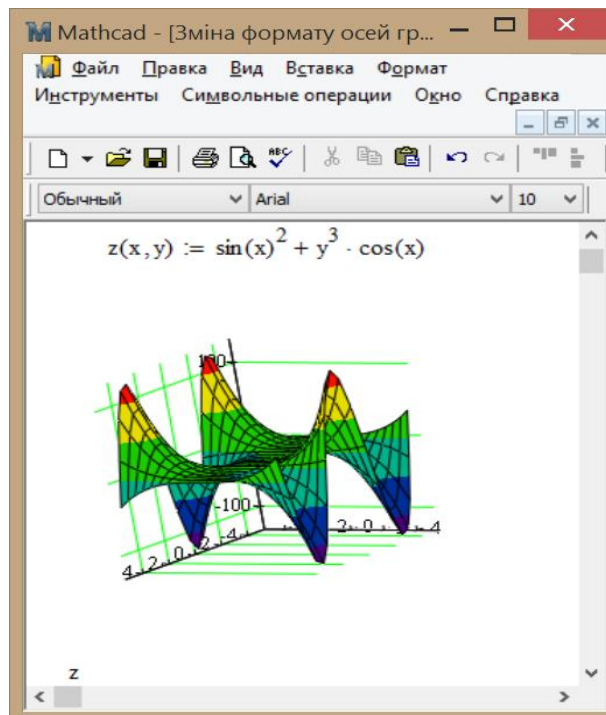 Mathcad - [Зміна формату осей гр...
Файл Правка Вид Вставка Формат
Инструменты Символьные операции Окно Справка
ABC
Обычный Arial 10
z(x,y) := sin(x)^2 + y^3 · cos(x)
100
-100
4 2 0 -2 -4
2 0 -4
z